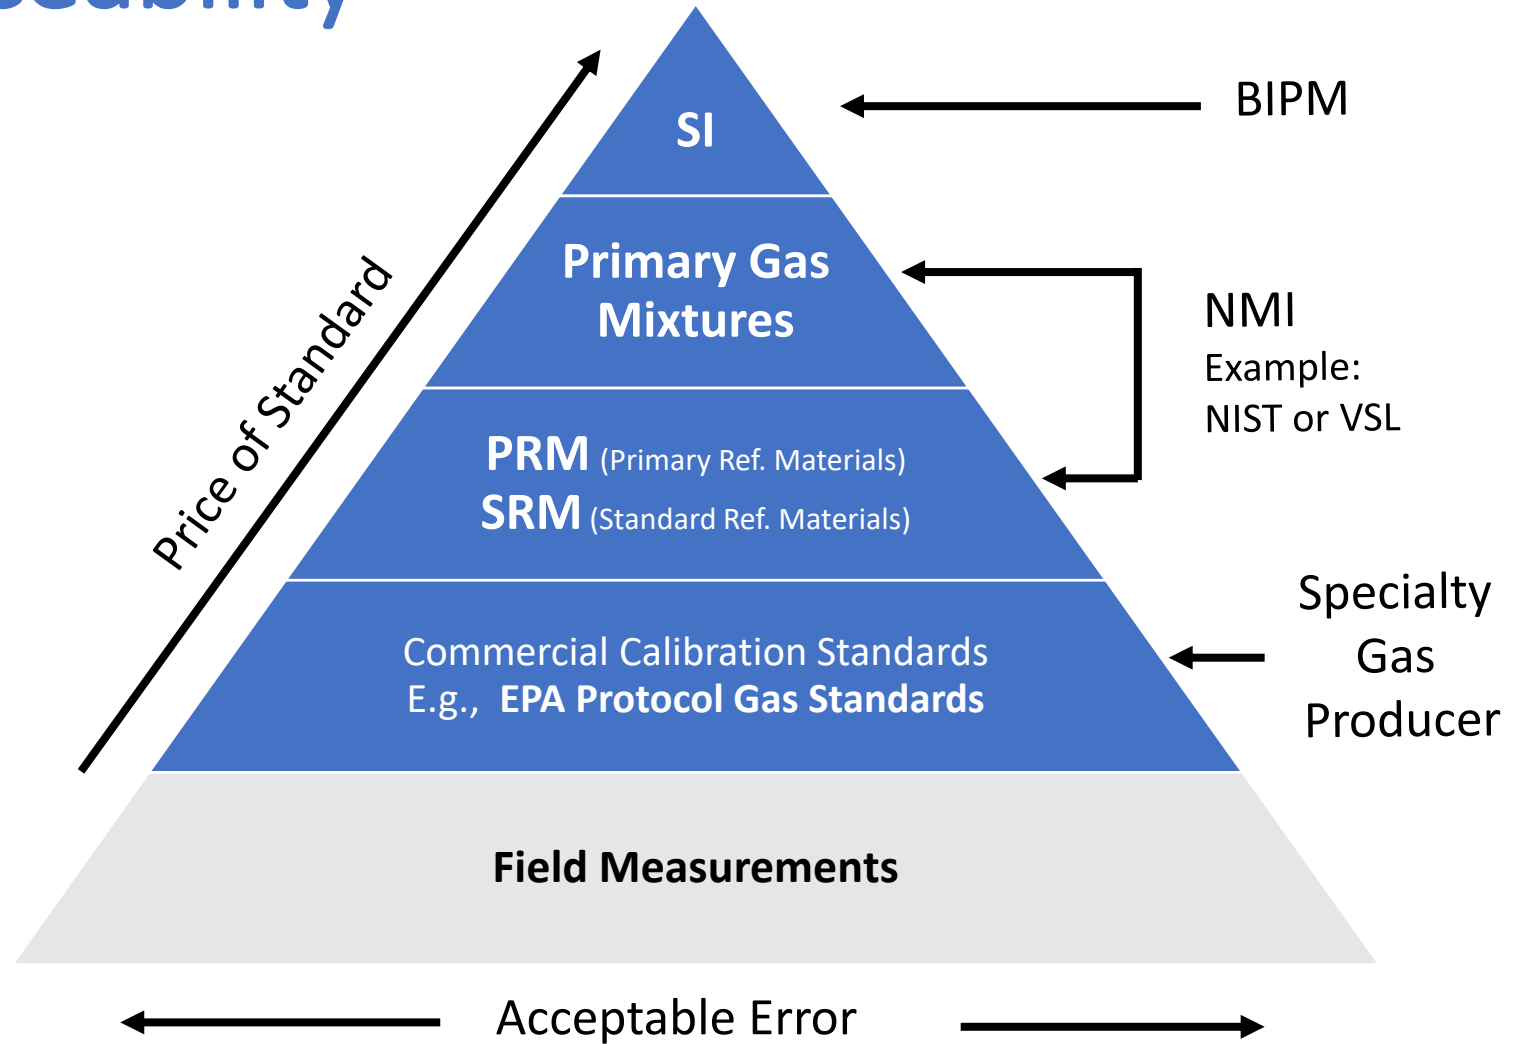 BIPM
SI
Primary Gas
Mixtures
NMI
Example:
NIST or VSL
Price of Standard
PRM (Primary Ref. Materials)
SRM (Standard Ref. Materials)
Specialty
Gas
Producer
Commercial Calibration Standards
E.g., EPA Protocol Gas Standards
Field Measurements
Acceptable Error